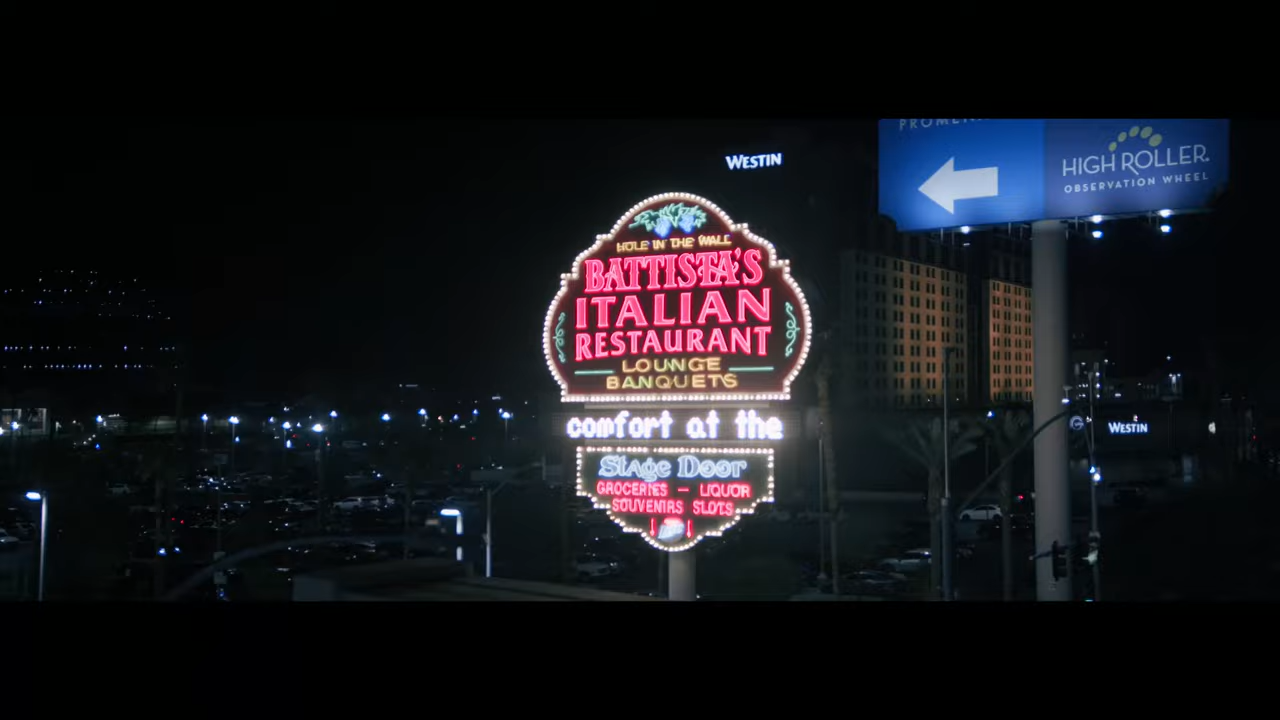 WESTIN
HOLE IN THE WALL
BATTISTA'S
ITALIAN
RESTAURANT
LOUNGE
BANQUETS
comfort at the
Stage Door
GROCERIES — LIQUOR
SOUVENIRS SLOTS
HIGH ROLLER.
OBSERVATION WHEEL
WESTIN